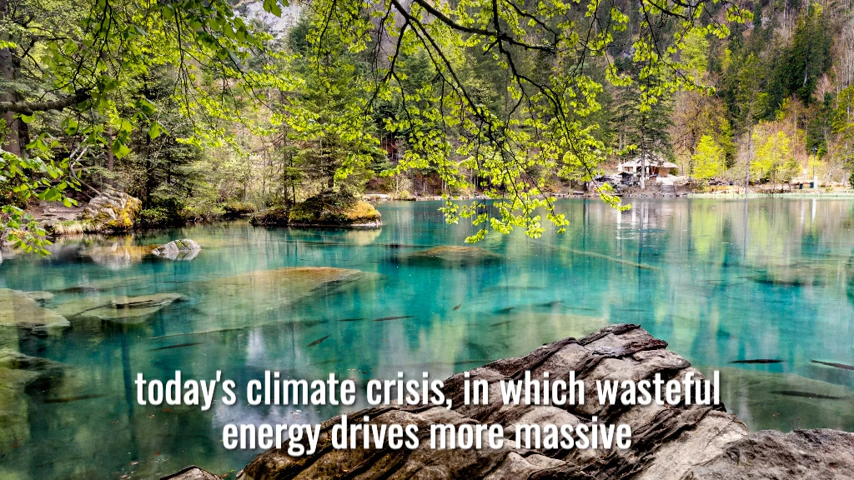 today's climate crisis, in which wasteful
energy drives more massive